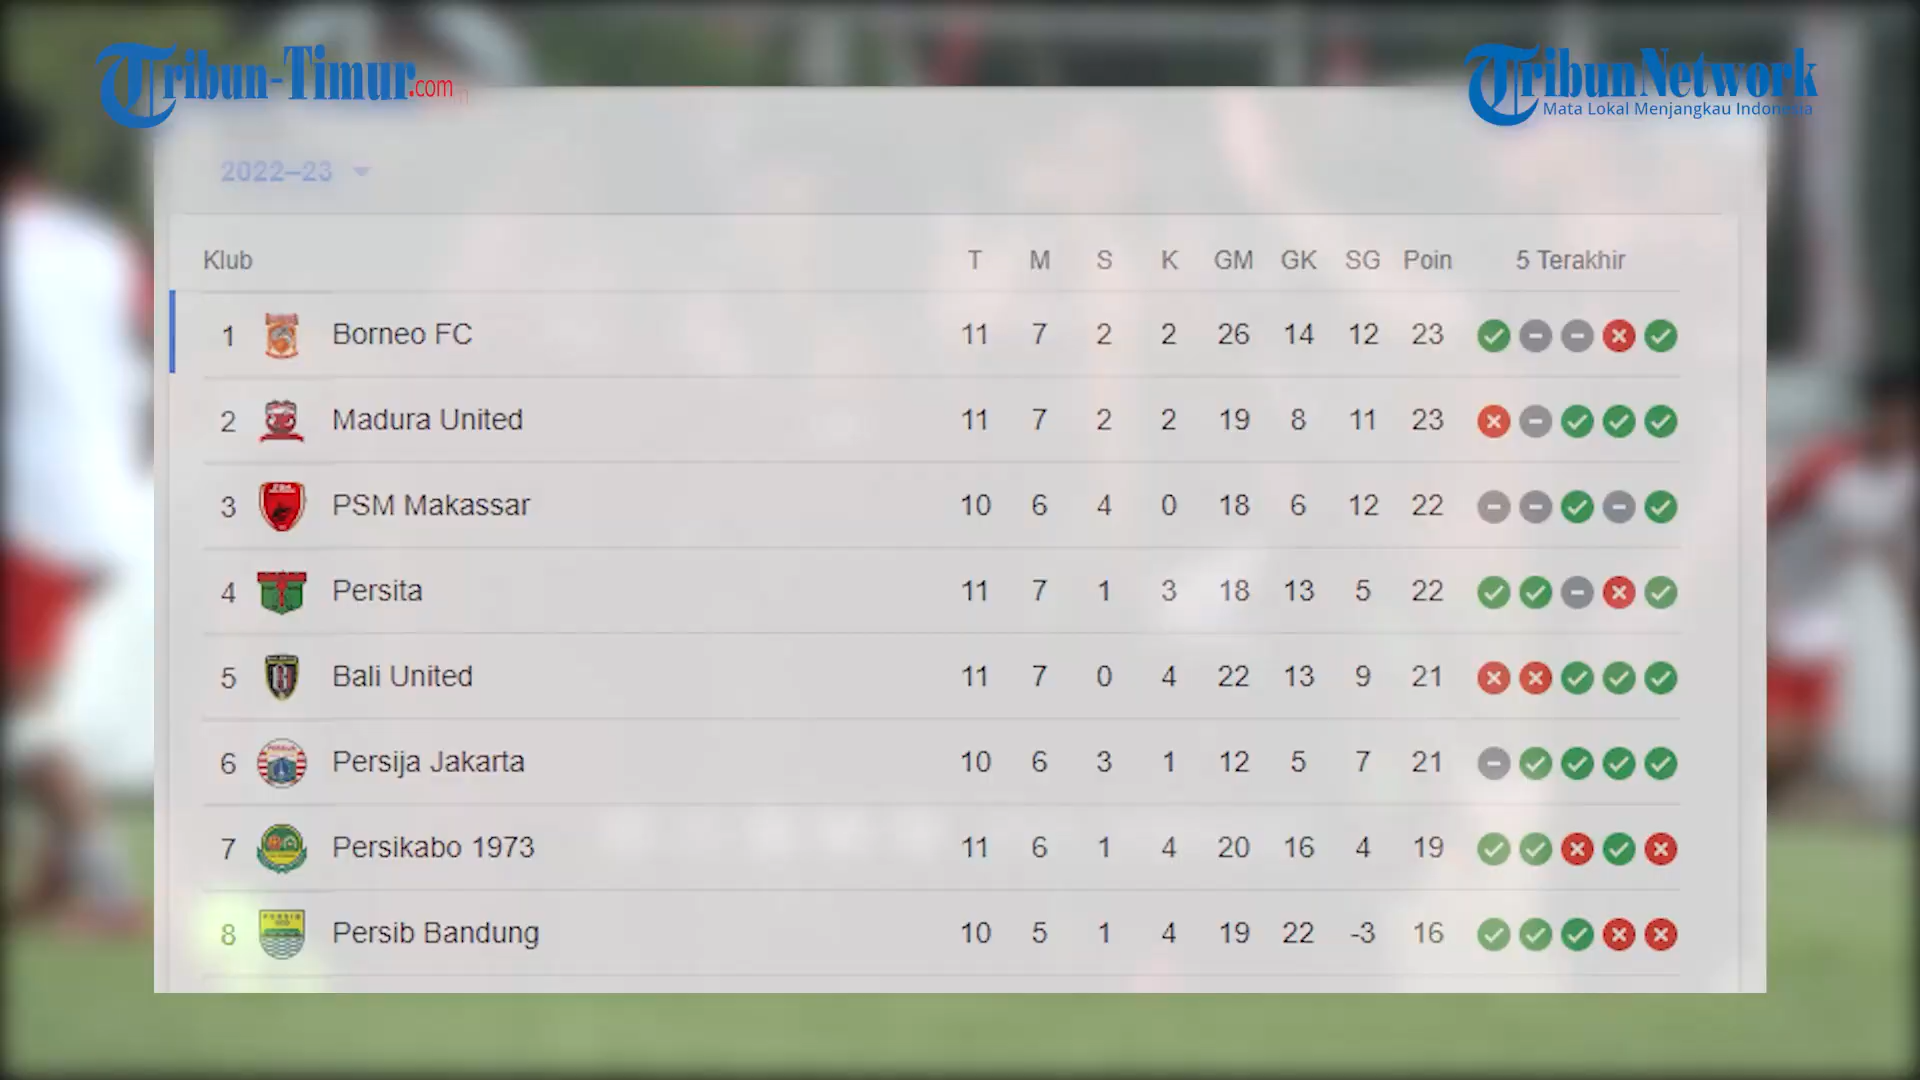 Tribun-Timur.com
TribunNetwork
Mata Lokal Menjangkau Indonesia
2022–23
Klub T M S K GM GK SG Poin 5 Terakhir
1 Borneo FC 11 7 2 2 26 14 12 23
2 Madura United 11 7 2 2 19 8 11 23
3 PSM Makassar 10 6 4 0 18 6 12 22
4 Persita 11 7 1 3 18 13 5 22
5 Bali United 11 7 0 4 22 13 9 21
6 Persija Jakarta 10 6 3 1 12 5 7 21
7 Persikabo 1973 11 6 1 4 20 16 4 19
8 Persib Bandung 10 5 1 4 19 22 -3 16